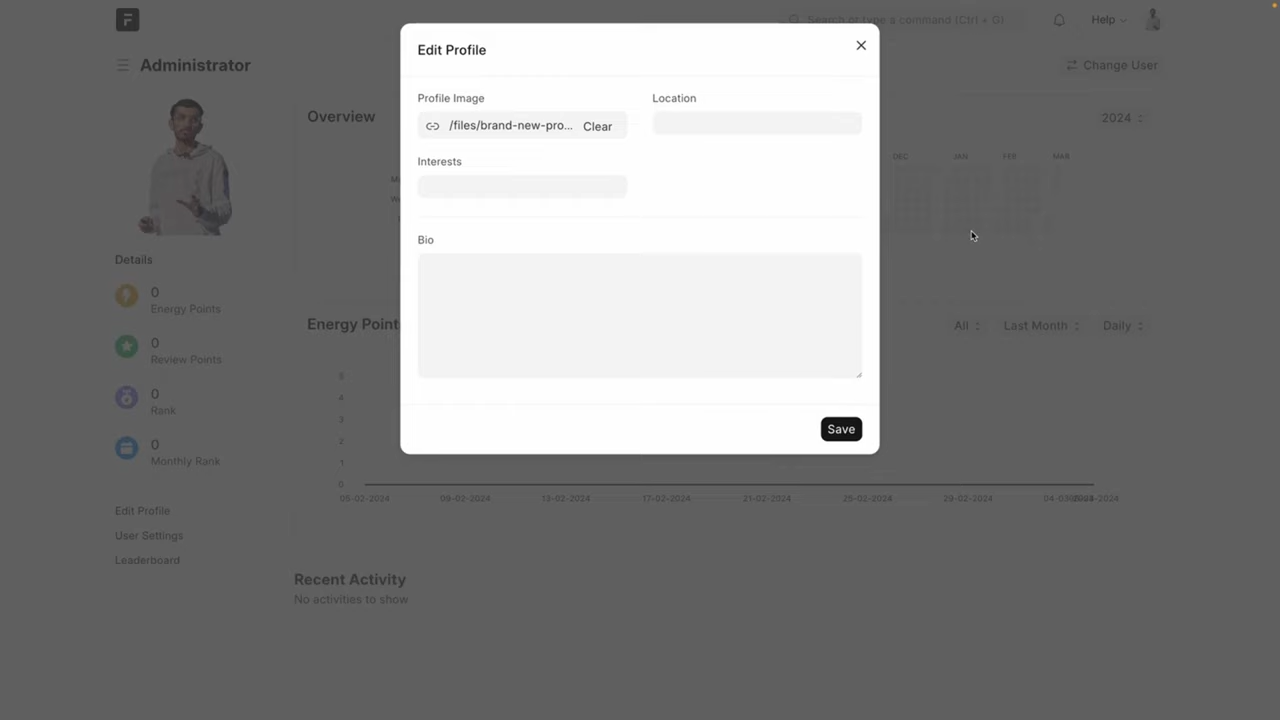 Search or type a command (Ctrl + G)
Help
Edit Profile
Administrator
Change User
Profile Image
Location
Overview
2024
/files/brand-new-pro...
Clear
DEC
JAN
FEB
MAR
Interests
Bio
Details
0
Energy Points
Energy Point
All
Last Month
Daily
0
Review Points
5
4
3
2
1
0
0
Rank
Save
0
Monthly Rank
05-02-2024
09-02-2024
13-02-2024
17-02-2024
21-02-2024
25-02-2024
29-02-2024
Edit Profile
User Settings
Leaderboard
Recent Activity
No activities to show